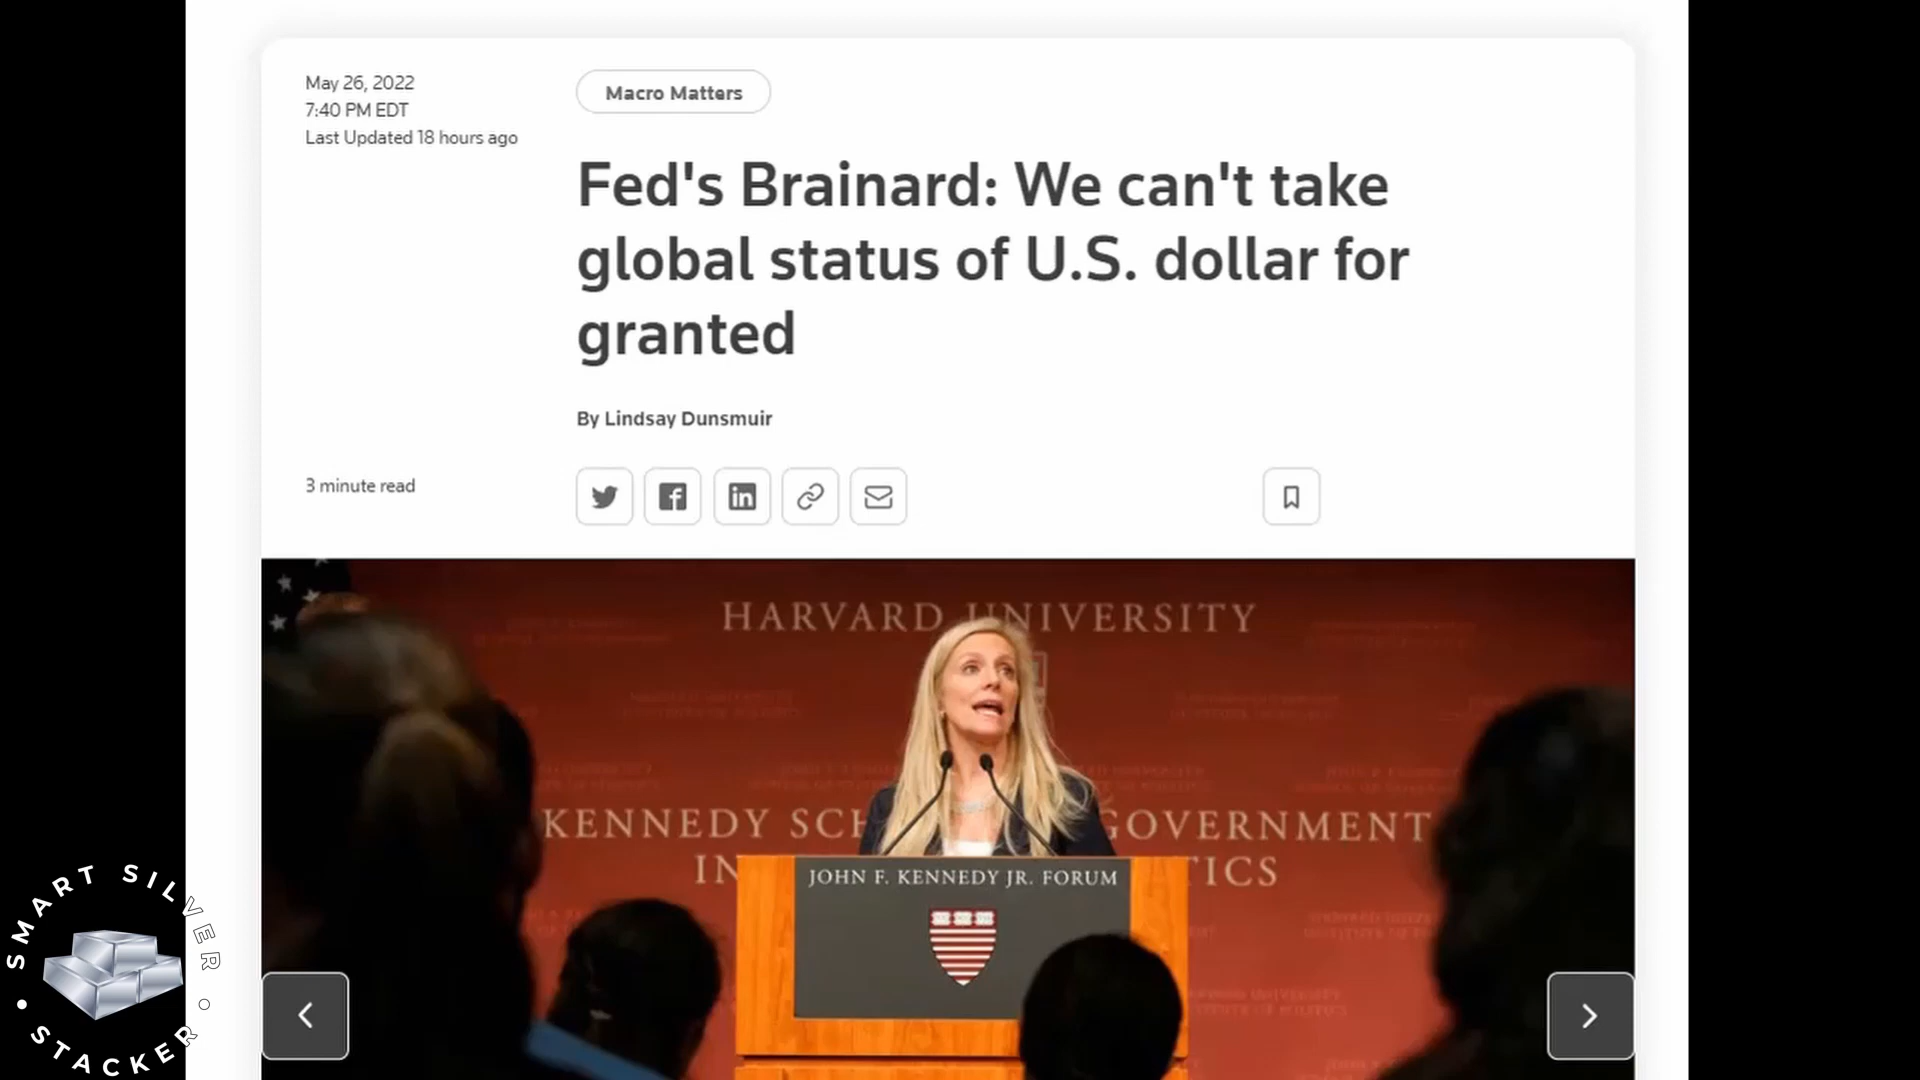 May 26, 2022
7:40 PM EDT
Last Updated 18 hours ago
Macro Matters
Fed's Brainard: We can't take
global status of U.S. dollar for
granted
By Lindsay Dunsmuir
3 minute read
HARVARD UNIVERSITY
KENNEDY SCH GOVERNMENT
IN TICS
JOHN F. KENNEDY JR. FORUM
SMART SILVER
STACKER